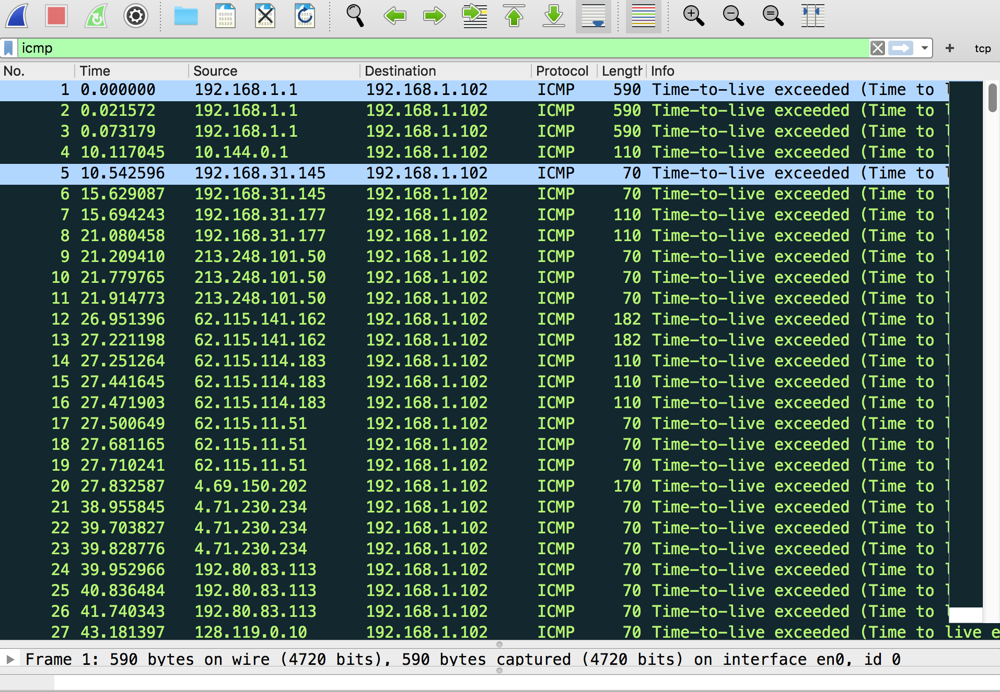 icmp
tcp
No. Time Source Destination Protocol Length Info
1 0.000000 192.168.1.1 192.168.1.102 ICMP 590 Time-to-live exceeded (Time to l
2 0.021572 192.168.1.1 192.168.1.102 ICMP 590 Time-to-live exceeded (Time to l
3 0.073179 192.168.1.1 192.168.1.102 ICMP 590 Time-to-live exceeded (Time to l
4 10.117045 10.144.0.1 192.168.1.102 ICMP 110 Time-to-live exceeded (Time to l
5 10.542596 192.168.31.145 192.168.1.102 ICMP 70 Time-to-live exceeded (Time to l
6 15.629087 192.168.31.145 192.168.1.102 ICMP 70 Time-to-live exceeded (Time to l
7 15.694243 192.168.31.177 192.168.1.102 ICMP 110 Time-to-live exceeded (Time to l
8 21.080458 192.168.31.177 192.168.1.102 ICMP 110 Time-to-live exceeded (Time to l
9 21.209410 213.248.101.50 192.168.1.102 ICMP 70 Time-to-live exceeded (Time to l
10 21.779765 213.248.101.50 192.168.1.102 ICMP 70 Time-to-live exceeded (Time to l
11 21.914773 213.248.101.50 192.168.1.102 ICMP 70 Time-to-live exceeded (Time to l
12 26.951396 62.115.141.162 192.168.1.102 ICMP 182 Time-to-live exceeded (Time to l
13 27.221198 62.115.141.162 192.168.1.102 ICMP 182 Time-to-live exceeded (Time to l
14 27.251264 62.115.114.183 192.168.1.102 ICMP 110 Time-to-live exceeded (Time to l
15 27.441645 62.115.114.183 192.168.1.102 ICMP 110 Time-to-live exceeded (Time to l
16 27.471903 62.115.114.183 192.168.1.102 ICMP 110 Time-to-live exceeded (Time to l
17 27.500649 62.115.11.51 192.168.1.102 ICMP 70 Time-to-live exceeded (Time to l
18 27.681165 62.115.11.51 192.168.1.102 ICMP 70 Time-to-live exceeded (Time to l
19 27.710241 62.115.11.51 192.168.1.102 ICMP 70 Time-to-live exceeded (Time to l
20 27.832587 4.69.150.202 192.168.1.102 ICMP 170 Time-to-live exceeded (Time to l
21 38.955845 4.71.230.234 192.168.1.102 ICMP 70 Time-to-live exceeded (Time to l
22 39.703827 4.71.230.234 192.168.1.102 ICMP 70 Time-to-live exceeded (Time to l
23 39.828776 4.71.230.234 192.168.1.102 ICMP 70 Time-to-live exceeded (Time to l
24 39.952966 192.80.83.113 192.168.1.102 ICMP 70 Time-to-live exceeded (Time to l
25 40.836484 192.80.83.113 192.168.1.102 ICMP 70 Time-to-live exceeded (Time to l
26 41.740343 192.80.83.113 192.168.1.102 ICMP 70 Time-to-live exceeded (Time to l
27 43.181397 128.119.0.10 192.168.1.102 ICMP 70 Time-to-live exceeded (Time to live e
Frame 1: 590 bytes on wire (4720 bits), 590 bytes captured (4720 bits) on interface en0, id 0